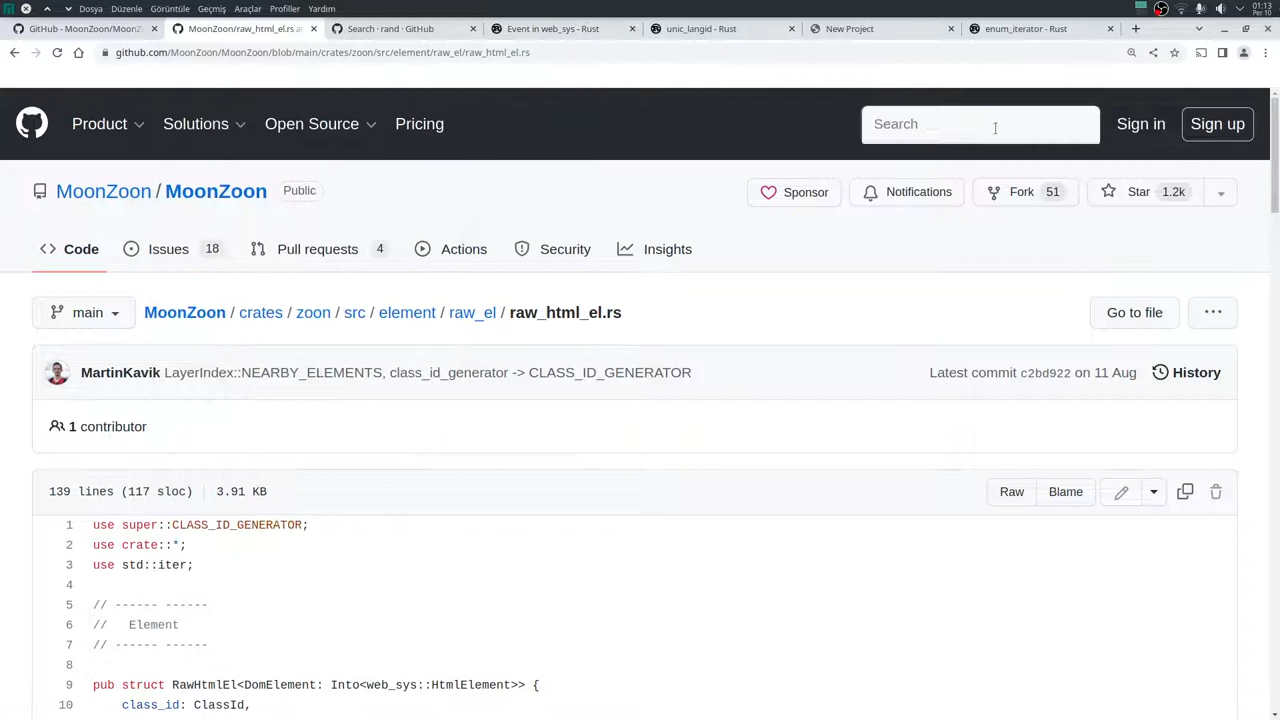 Dosya Düzenle Görüntüle Geçmiş Araçlar Profiller Yardım
01:13
Per 10
GitHub - MoonZoon/MoonZ
MoonZoon/raw_html_el.rs a
Search · rand · GitHub
Event in web_sys - Rust
unic_langid - Rust
New Project
enum_iterator - Rust
github.com/MoonZoon/MoonZoon/blob/main/crates/zoon/src/element/raw_el/raw_html_el.rs
Product Solutions Open Source Pricing Search Sign in Sign up
MoonZoon / MoonZoon Public Sponsor Notifications Fork 51 Star 1.2k
Code Issues 18 Pull requests 4 Actions Security Insights
main MoonZoon / crates / zoon / src / element / raw_el / raw_html_el.rs Go to file ...
MartinKavik LayerIndex::NEARBY_ELEMENTS, class_id_generator -> CLASS_ID_GENERATOR Latest commit c2bd922 on 11 Aug History
1 contributor
139 lines (117 sloc) 3.91 KB Raw Blame
1 use super::CLASS_ID_GENERATOR;
2 use crate::*;
3 use std::iter;
4
5 // ------ ------
6 // Element
7 // ------ ------
8
9 pub struct RawHtmlEl<DomElement: Into<web_sys::HtmlElement>> {
10 class_id: ClassId,